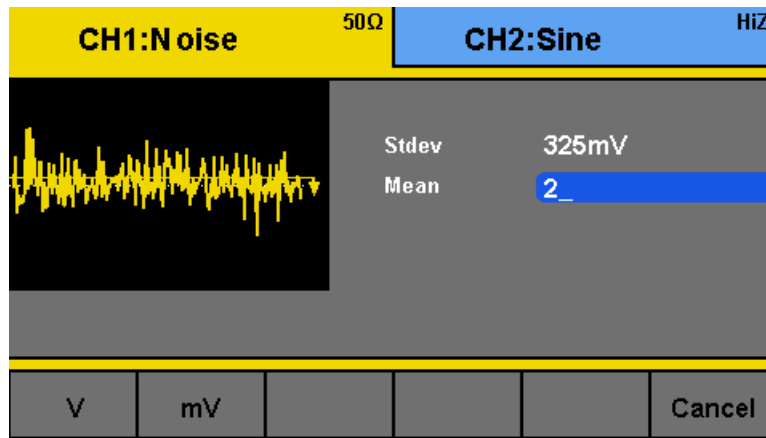 CH1:Noise 50Ω CH2:Sine HiZ
Stdev 325mV
Mean 2_
V mV Cancel